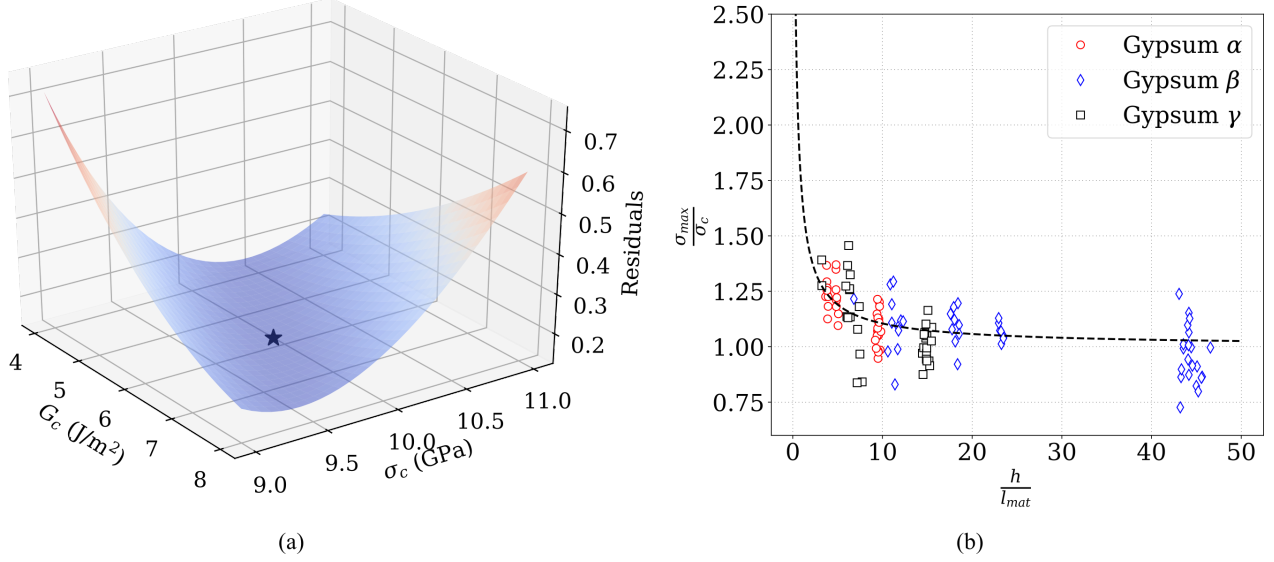 0.7
0.6
0.5
0.4
0.3
0.2
Residuals
4
5
6
7
8
G_c (J/m²)
9.0
9.5
10.0
10.5
11.0
σ_c (GPa)
(a)
2.50
2.25
2.00
1.75
1.50
1.25
1.00
0.75
σ_max
σ_c
Gypsum α
Gypsum β
Gypsum γ
0 10 20 30 40 50
h
l_mat
(b)